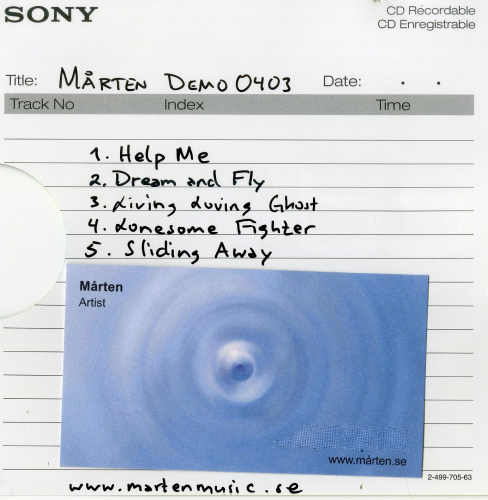 SONY
CD Recordable
CD Enregistrable
Title: MÅRTEN DEMO 0403 Date: . .
Track No Index Time
1. Help Me
2. Dream and Fly
3. Living Loving Ghost
4. Lonesome Fighter
5. Sliding Away
Mårten
Artist
www.mårten.se
2-499-705-63
www.martenmusic.se